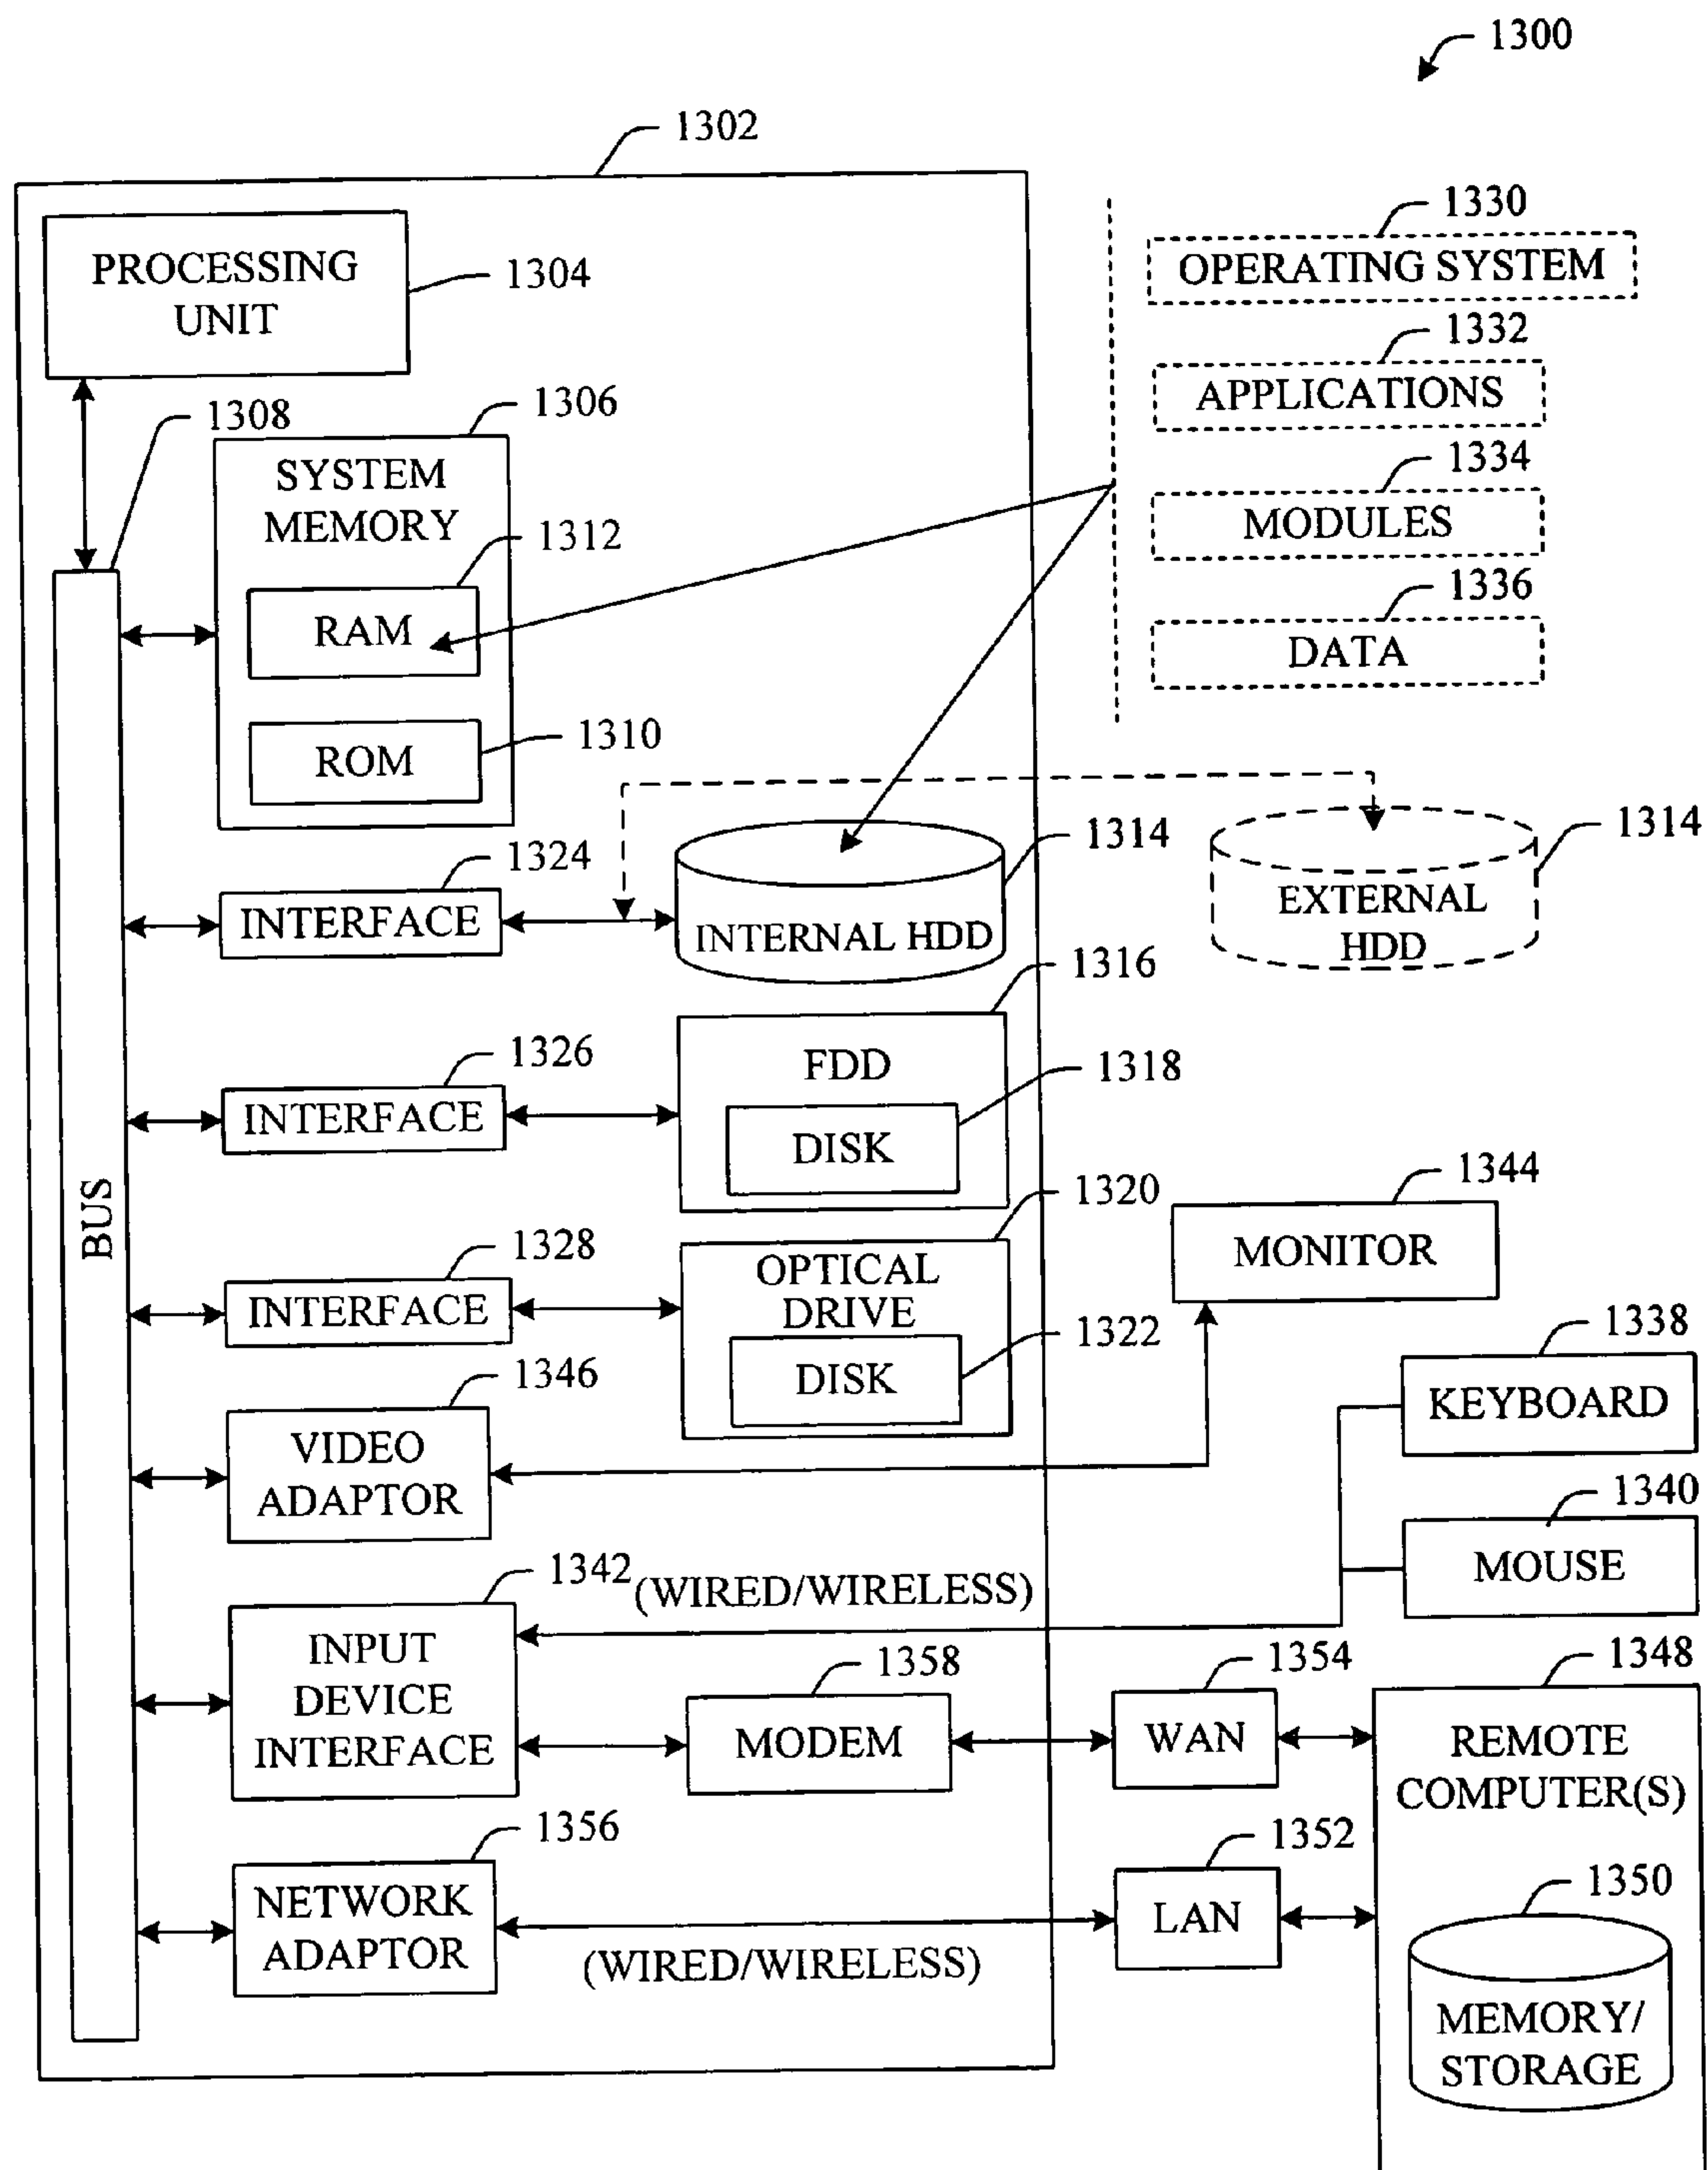 1300
1302
PROCESSING
UNIT
1304
1308
1306
SYSTEM
MEMORY
1312
RAM
1310
ROM
1330
OPERATING SYSTEM
1332
APPLICATIONS
1334
MODULES
1336
DATA
BUS
1324
INTERFACE
1314
INTERNAL HDD
1314
EXTERNAL
HDD
1326
INTERFACE
1316
FDD
1318
DISK
1328
INTERFACE
1320
OPTICAL
DRIVE
1322
DISK
1344
MONITOR
1346
VIDEO
ADAPTOR
1338
KEYBOARD
1340
MOUSE
1342
(WIRED/WIRELESS)
INPUT
DEVICE
INTERFACE
1358
MODEM
1354
WAN
1348
REMOTE
COMPUTER(S)
1356
NETWORK
ADAPTOR
(WIRED/WIRELESS)
1352
LAN
1350
MEMORY/
STORAGE